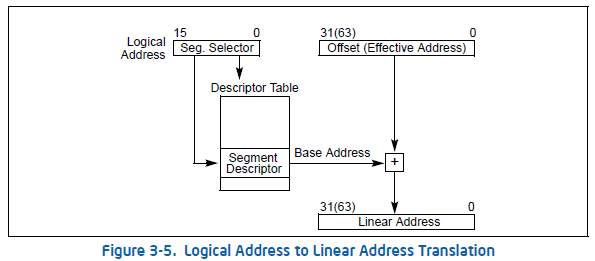 15 0 31(63) 0
Logical
Address
Seg. Selector
Offset (Effective Address)
Descriptor Table
Segment
Descriptor
Base Address
+
31(63) 0
Linear Address
Figure 3-5. Logical Address to Linear Address Translation